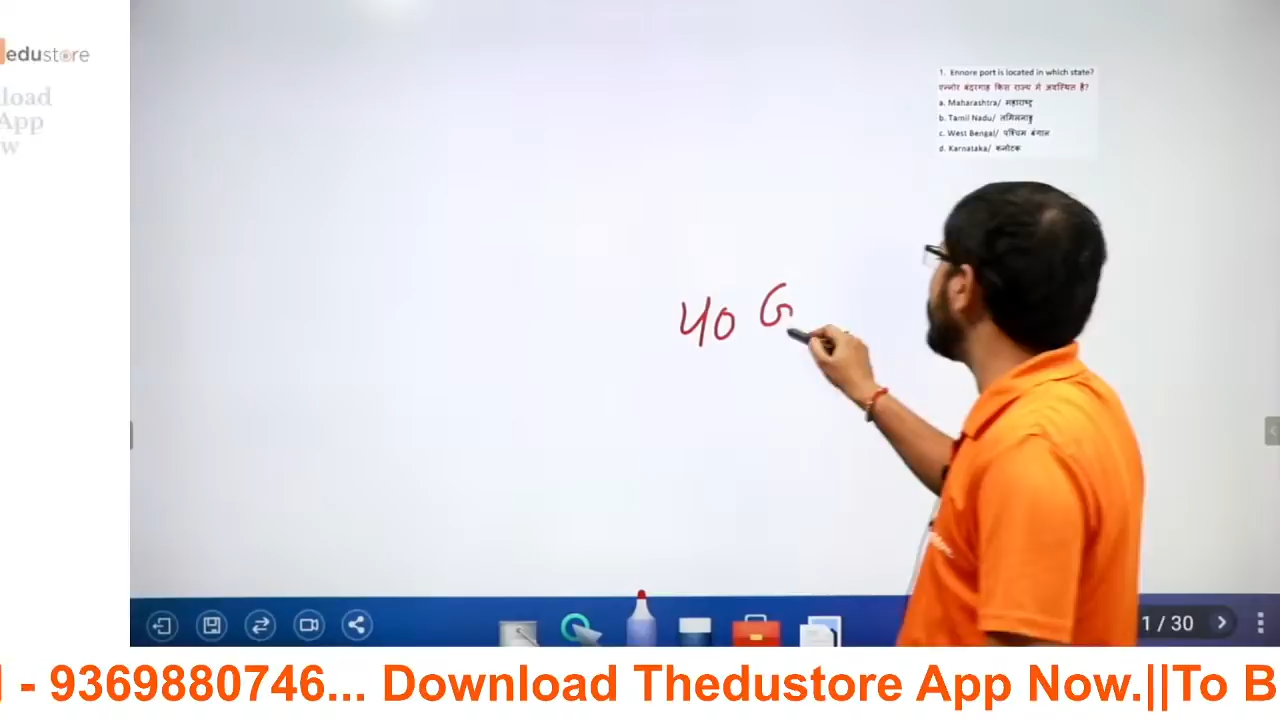 edustore
load
App
w
1. Ennore port is located in which state?
एन्नोर बंदरगाह किस राज्य में अवस्थित है?
a. Maharashtra/ महाराष्ट्र
b. Tamil Nadu/ तमिलनाडु
c. West Bengal/ पश्चिम बंगाल
d. Karnataka/ कर्नाटक
40 G
1 / 30
- 9369880746... Download Thedustore App Now.||To B